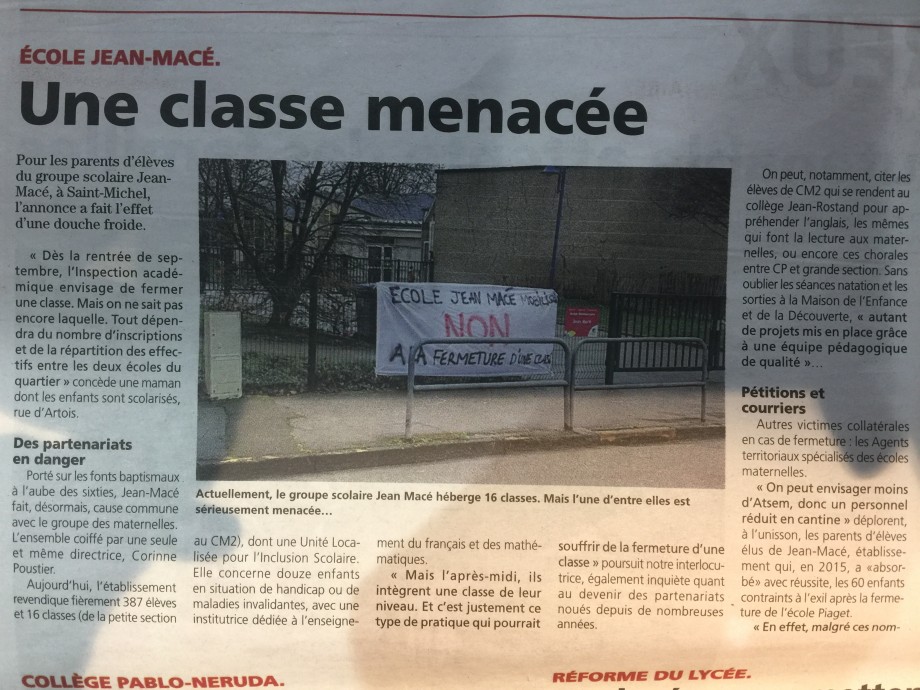 ÉCOLE JEAN-MACÉ.
Une classe menacée
Pour les parents d'élèves
du groupe scolaire Jean-
Macé, à Saint-Michel,
l'annonce a fait l'effet
d'une douche froide.
« Dès la rentrée de sep-
tembre, l'Inspection acadé-
mique envisage de fermer
une classe. Mais on ne sait pas
encore laquelle. Tout dépen-
dra du nombre d'inscriptions
et de la répartition des effec-
tifs entre les deux écoles du
quartier » concède une maman
dont les enfants sont scolarisés,
rue d'Artois.
Des partenariats
en danger
Porté sur les fonts baptismaux
à l'aube des sixties, Jean-Macé
fait, désormais, cause commune
avec le groupe des maternelles.
L'ensemble coiffé par une seule
et même directrice, Corinne
Poustier.
Aujourd'hui, l'établissement
revendique fièrement 387 élèves
et 16 classes (de la petite section
ECOLE JEAN MACÉ
NON
A LA FERMETURE D'UNE CLASSE
Actuellement, le groupe scolaire Jean Macé héberge 16 classes. Mais l'une d'entre elles est
sérieusement menacée…
au CM2), dont une Unité Loca-
lisée pour l'Inclusion Scolaire.
Elle concerne douze enfants
en situation de handicap ou de
maladies invalidantes, avec une
institutrice dédiée à l'enseigne-
ment du français et des mathé-
matiques.
« Mais l'après-midi, ils
intègrent une classe de leur
niveau. Et c'est justement ce
type de pratique qui pourrait
souffrir de la fermeture d'une
classe » poursuit notre interlocu-
trice, également inquiète quant
au devenir des partenariats
noués depuis de nombreuses
années.
On peut, notamment, citer les
élèves de CM2 qui se rendent au
collège Jean-Rostand pour ap-
préhender l'anglais, les mêmes
qui font la lecture aux mater-
nelles, ou encore ces chorales
entre CP et grande section. Sans
oublier les séances natation et les
sorties à la Maison de l'Enfance
et de la Découverte, « autant
de projets mis en place grâce
à une équipe pédagogique
de qualité »…
Pétitions et
courriers
Autres victimes collatérales
en cas de fermeture : les Agents
territoriaux spécialisés des écoles
maternelles.
« On peut envisager moins
d'Atsem, donc un personnel
réduit en cantine » déplorent,
à l'unisson, les parents d'élèves
élus de Jean-Macé, établisse-
ment qui, en 2015, a «absor-
bé» avec réussite, les 60 enfants
contraints à l'exil après la ferme-
ture de l'école Piaget.
« En effet, malgré ces nom-
COLLÈGE PABLO-NERUDA.
RÉFORME DU LYCÉE.